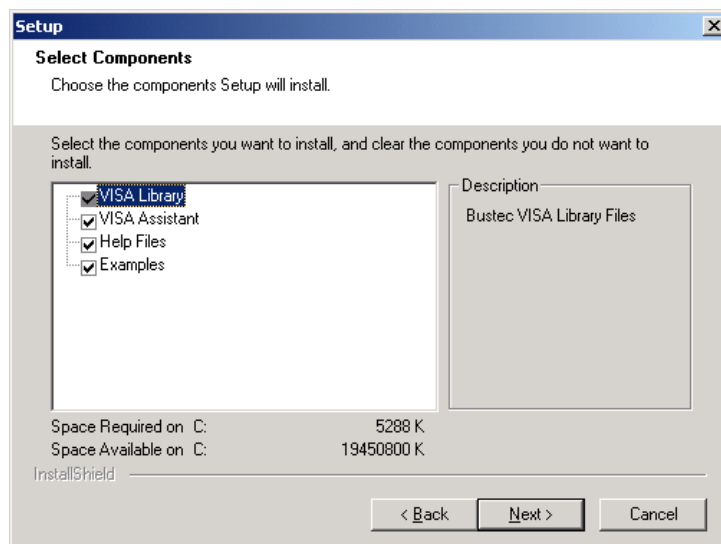 Setup
Select Components
Choose the components Setup will install.
Select the components you want to install, and clear the components you do not want to
install.
VISA Library
VISA Assistant
Help Files
Examples
Description
Bustec VISA Library Files
Space Required on C: 5288 K
Space Available on C: 19450800 K
InstallShield
< Back
Next >
Cancel